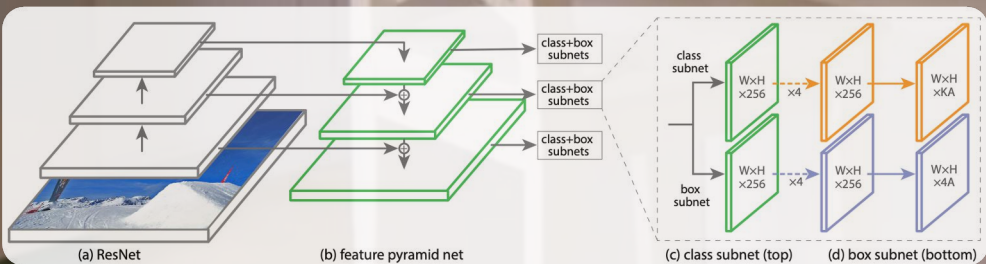 class+box
subnets
class+box
subnets
class+box
subnets
class
subnet
W×H
×256
×4
W×H
×256
W×H
×KA
box
subnet
W×H
×256
×4
W×H
×256
W×H
×4A
(a) ResNet
(b) feature pyramid net
(c) class subnet (top)
(d) box subnet (bottom)